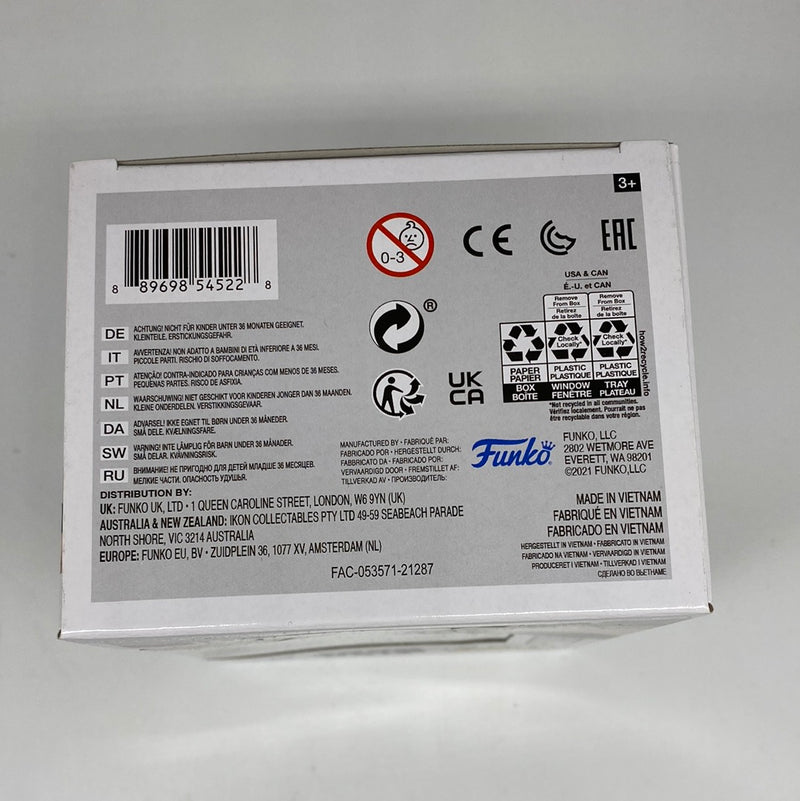 3+
8 89698 54522 8
0-3
CE
EAC
USA & CAN
É.-U. et CAN
Remove From Box
Retirez de la boîte
Remove From Box
Retirez de la boîte
Check Locally*
Check Locally*
PAPER
PAPIER
BOX
BOÎTE
PLASTIC
PLASTIQUE
WINDOW
FENÊTRE
PLASTIC
PLASTIQUE
TRAY
PLATEAU
how2recycle.info
*Not recycled in all communities.
Vérifiez localement. Pourrait ne pas
être recyclable dans votre région.
®
UK
CA
DE ACHTUNG! NICHT FÜR KINDER UNTER 36 MONATEN GEEIGNET.
KLEINTEILE. ERSTICKUNGSGEFAHR.
IT AVVERTENZA! NON ADATTO A BAMBINI DI ETÀ INFERIORE A 36 MESI.
PICCOLE PARTI. RISCHIO DI SOFFOCAMENTO.
PT ATENÇÃO! CONTRA-INDICADO PARA CRIANÇAS COM MENOS DE 36 MESES.
PEQUENAS PARTES. RISCO DE ASFIXIA.
NL WAARSCHUWING! NIET GESCHIKT VOOR KINDEREN JONGER DAN 36 MAANDEN.
KLEINE ONDERDELEN. VERSTIKKINGSGEVAAR.
DA ADVARSEL! IKKE EGNET TIL BØRN UNDER 36 MÅNEDER.
SMÅ DELE. KVÆLNINGSFARE.
SW VARNING! INTE LÄMPLIG FÖR BARN UNDER 36 MÅNADER.
SMÅ DELAR. KVÄVNINGSRISK.
RU ВНИМАНИЕ! НЕ ПРИГОДНО ДЛЯ ДЕТЕЙ МЛАДШЕ 36 МЕСЯЦЕВ.
МЕЛКИЕ ЧАСТИ. ОПАСНОСТЬ УДУШЬЯ.
MANUFACTURED BY • FABRIQUÉ PAR:
FABRICADO POR • HERGESTELLT DURCH:
FABBRICATO DA • FABRICADO POR:
VERVAARDIGD DOOR • FREMSTILLET AF:
TILLVERKAD AV • ПРОИЗВОДИТЕЛЬ:
Funko
FUNKO, LLC
2802 WETMORE AVE
EVERETT, WA 98201
©2021 FUNKO,LLC
DISTRIBUTION BY:
UK: FUNKO UK, LTD • 1 QUEEN CAROLINE STREET, LONDON, W6 9YN (UK)
AUSTRALIA & NEW ZEALAND: IKON COLLECTABLES PTY LTD 49-59 SEABEACH PARADE
NORTH SHORE, VIC 3214 AUSTRALIA
EUROPE: FUNKO EU, BV • ZUIDPLEIN 36, 1077 XV, AMSTERDAM (NL)
FAC-053571-21287
MADE IN VIETNAM
FABRIQUÉ EN VIETNAM
FABRICADO EN VIETNAM
HERGESTELLT IN VIETNAM • FABBRICATO IN VIETNAM
FABRICADO NA VIETNAM • VERVAARDIGD IN VIETNAM
PRODUCERET I VIETNAM • TILLVERKAD I VIETNAM
СДЕЛАНО ВО ВЬЕТНАМЕ